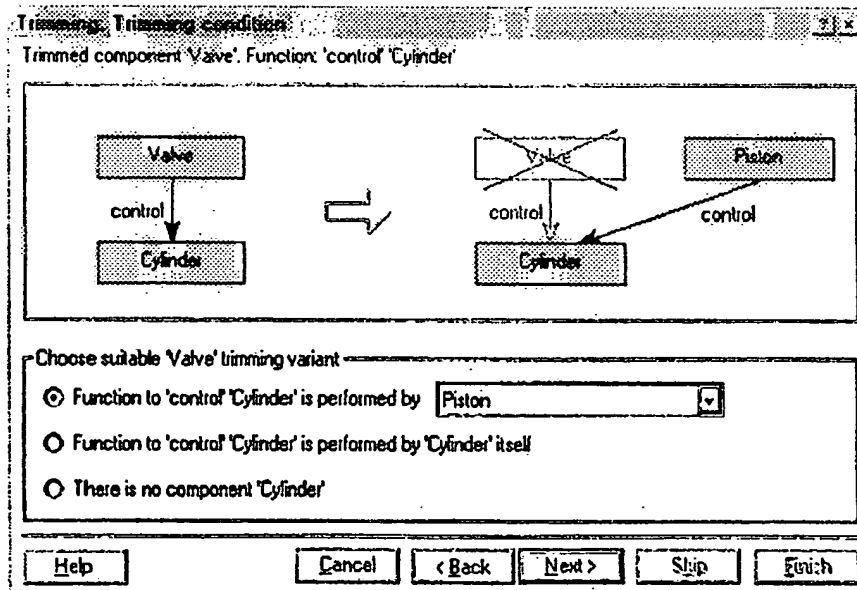 Trimming. Trimming condition
Trimmed component 'Valve'. Function: 'control' 'Cylinder'
Valve
control
Cylinder
Valve
Piston
control
control
Cylinder
Choose suitable 'Valve' trimming variant
Function to 'control' 'Cylinder' is performed by Piston
Function to 'control' 'Cylinder' is performed by 'Cylinder' itself
There is no component 'Cylinder'
Help Cancel < Back Next > Skip Finish